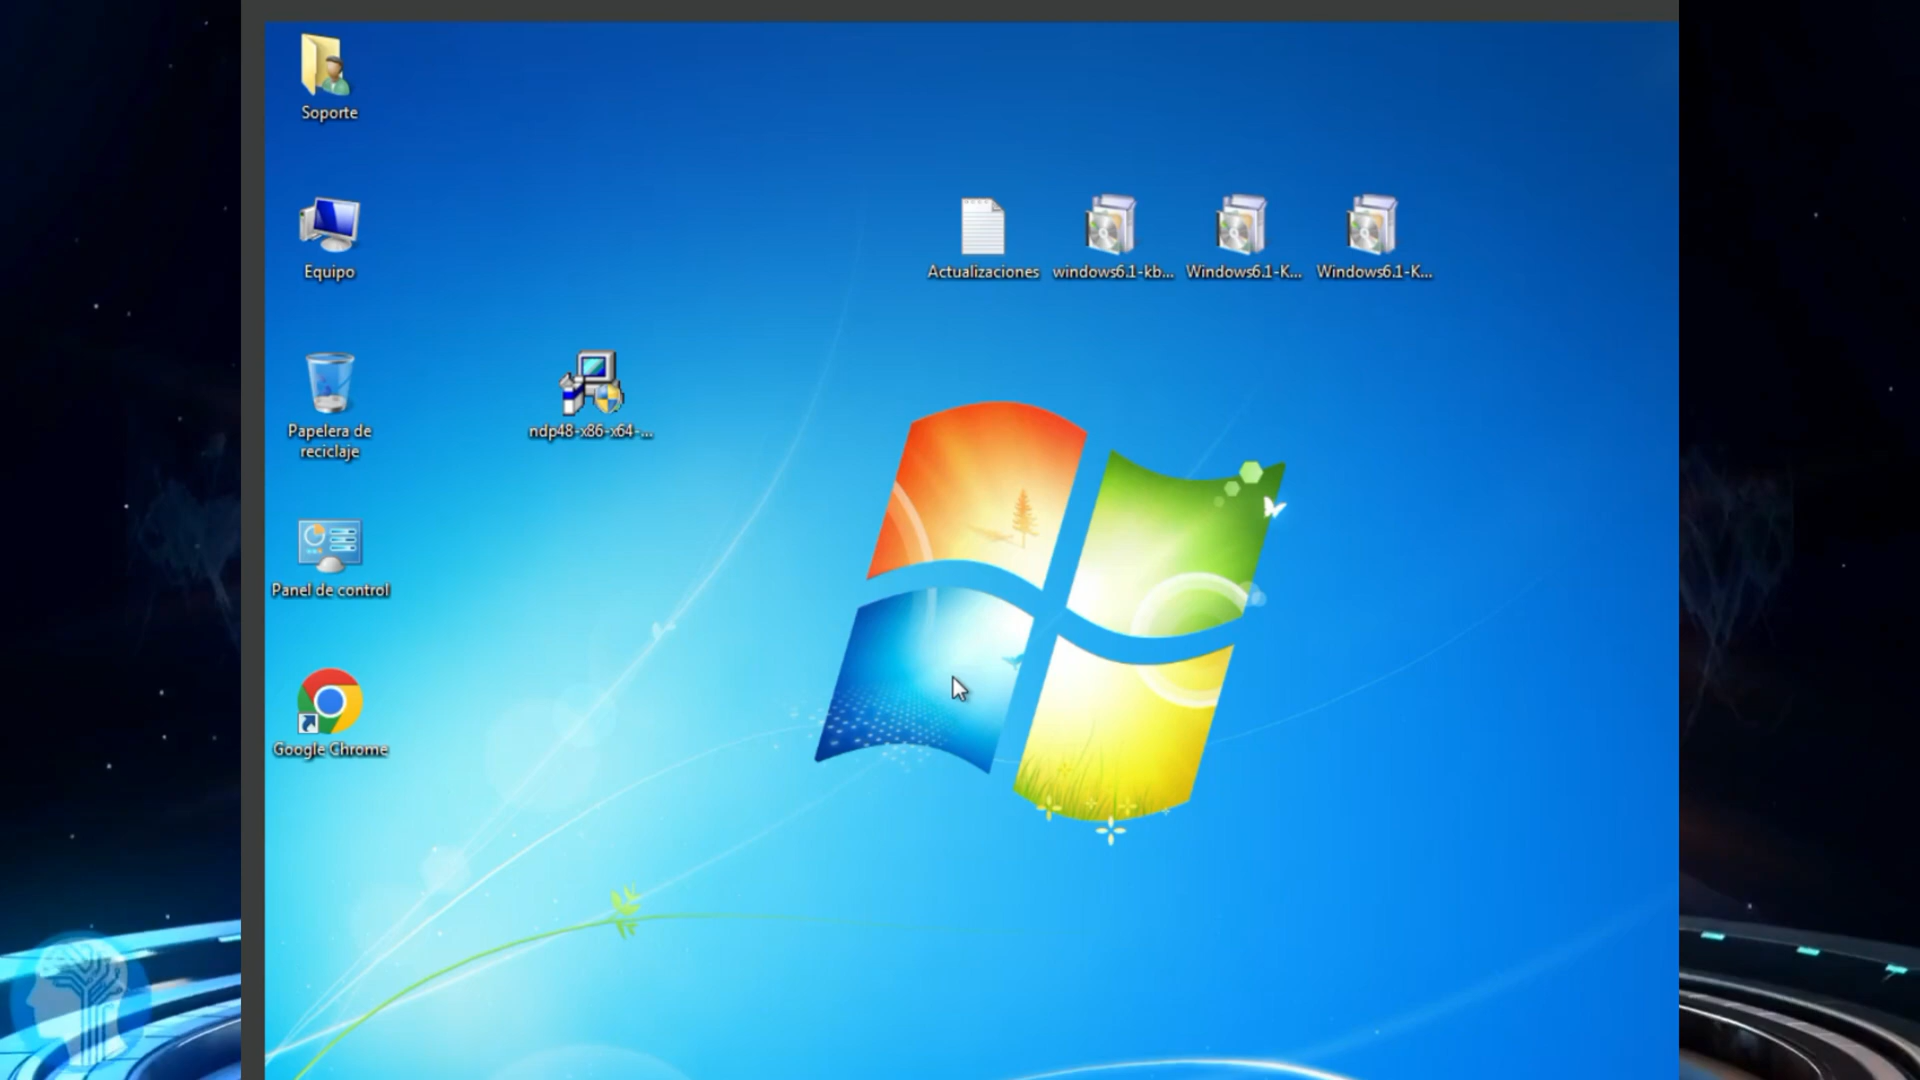 Soporte
Equipo
Actualizaciones
windows6.1-kb...
Windows6.1-K...
Windows6.1-K...
Papelera de
reciclaje
ndp48-x86-x64-...
Panel de control
Google Chrome